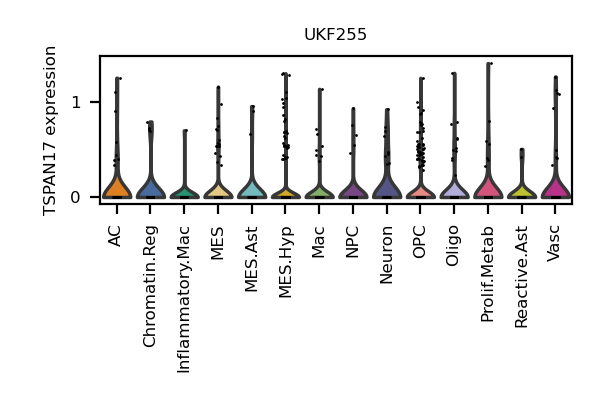 UKF255
TSPAN17 expression
1
0
AC
Chromatin.Reg
Inflammatory.Mac
MES
MES.Ast
MES.Hyp
Mac
NPC
Neuron
OPC
Oligo
Prolif.Metab
Reactive.Ast
Vasc